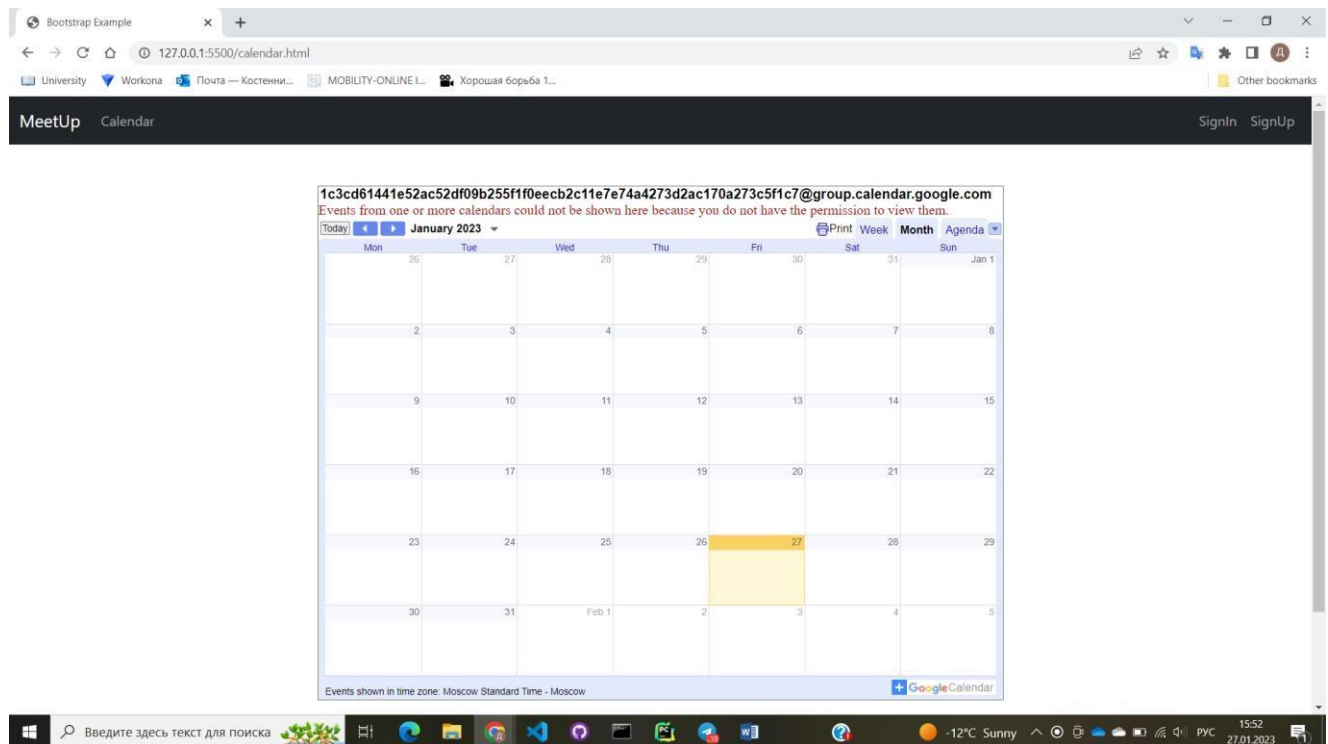 Bootstrap Example
127.0.0.1:5500/calendar.html
University Workona Почта — Костенни... MOBILITY-ONLINE I... Хорошая борьба 1... Other bookmarks
MeetUp Calendar SignIn SignUp
1c3cd61441e52ac52df09b255f1f0eecb2c11e7e74a4273d2ac170a273c5f1c7@group.calendar.google.com
Events from one or more calendars could not be shown here because you do not have the permission to view them.
Today January 2023 Print Week Month Agenda
Mon Tue Wed Thu Fri Sat Sun
26 27 28 29 30 31 Jan 1
2 3 4 5 6 7 8
9 10 11 12 13 14 15
16 17 18 19 20 21 22
23 24 25 26 27 28 29
30 31 Feb 1 2 3 4 5
Events shown in time zone: Moscow Standard Time - Moscow
Google Calendar
Введите здесь текст для поиска
-12°C Sunny
РУС
15:52
27.01.2023